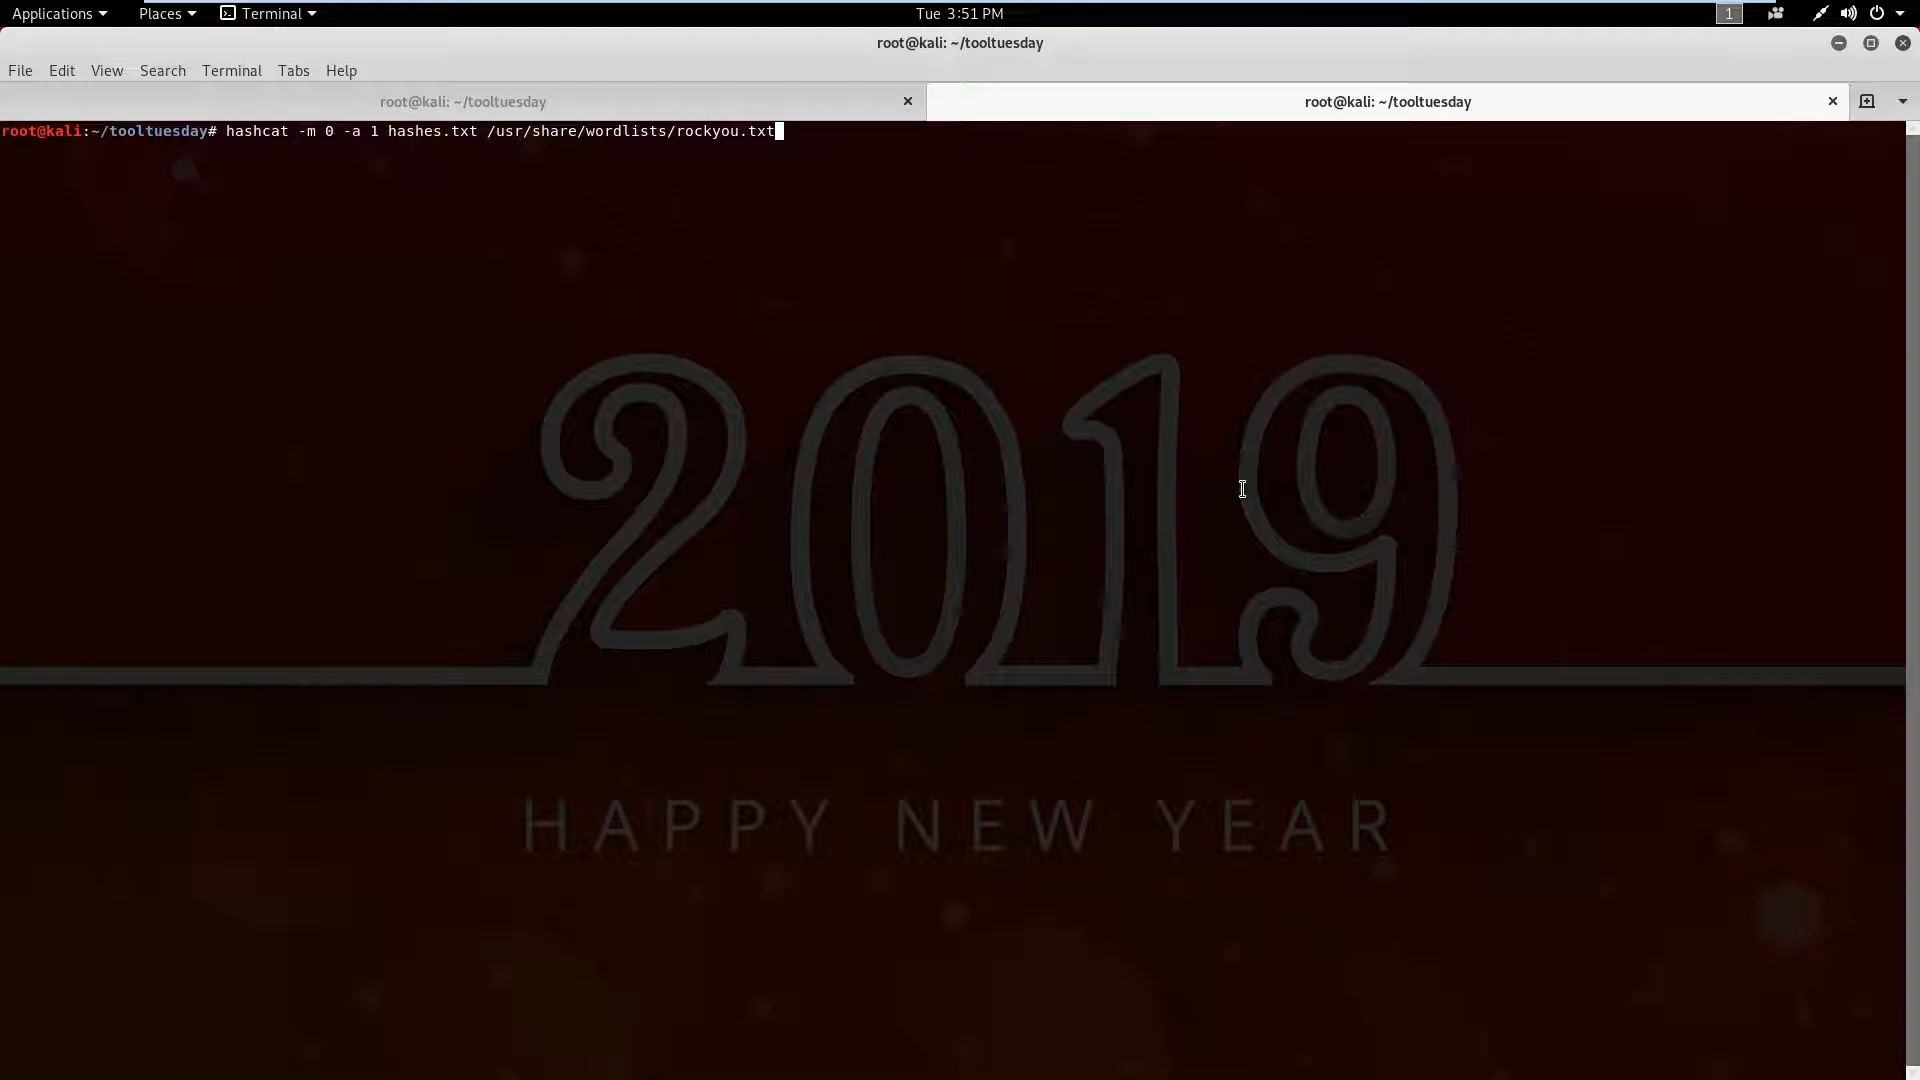 Applications Places Terminal Tue 3:51 PM 1
root@kali: ~/tooltuesday
File Edit View Search Terminal Tabs Help
root@kali: ~/tooltuesday root@kali: ~/tooltuesday
root@kali:~/tooltuesday# hashcat -m 0 -a 1 hashes.txt /usr/share/wordlists/rockyou.txt
2019
HAPPY NEW YEAR